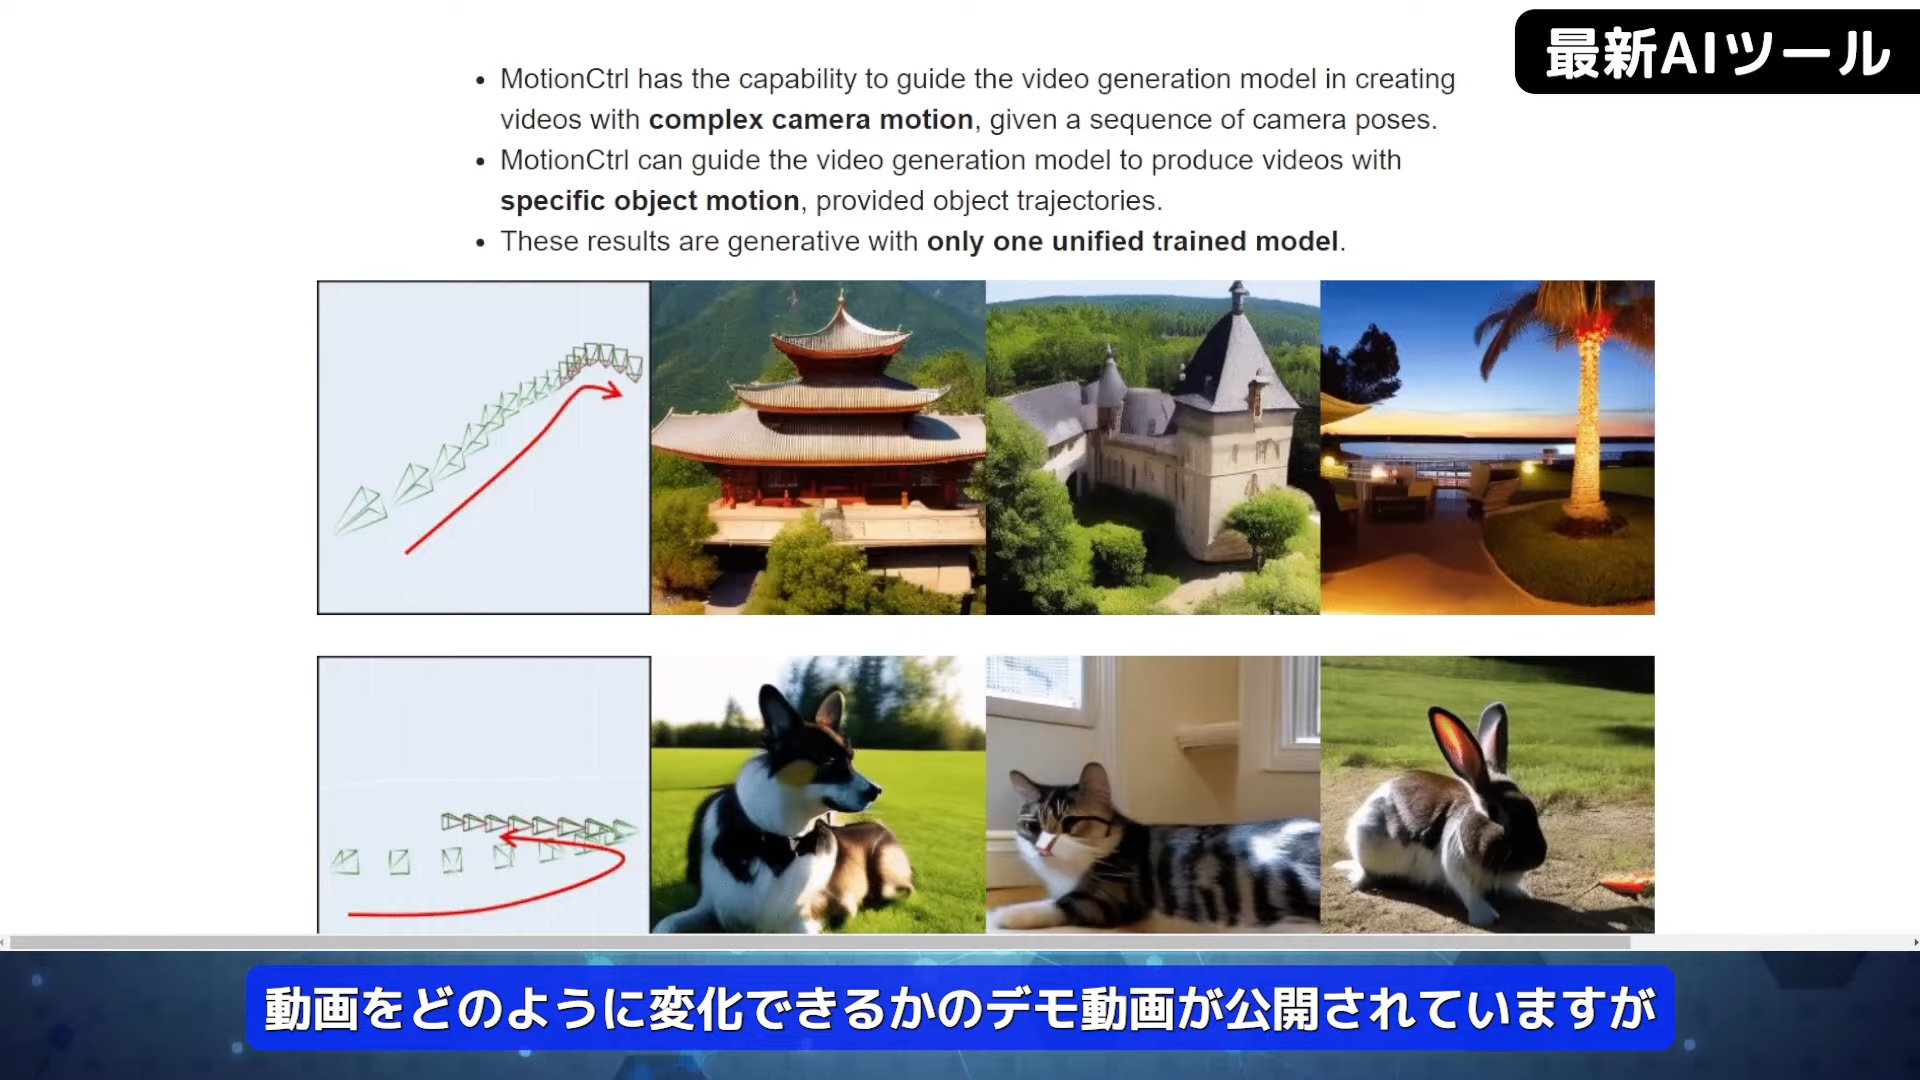 最新AIツール
• MotionCtrl has the capability to guide the video generation model in creating
videos with complex camera motion, given a sequence of camera poses.
• MotionCtrl can guide the video generation model to produce videos with
specific object motion, provided object trajectories.
• These results are generative with only one unified trained model.
動画をどのように変化できるかのデモ動画が公開されていますが